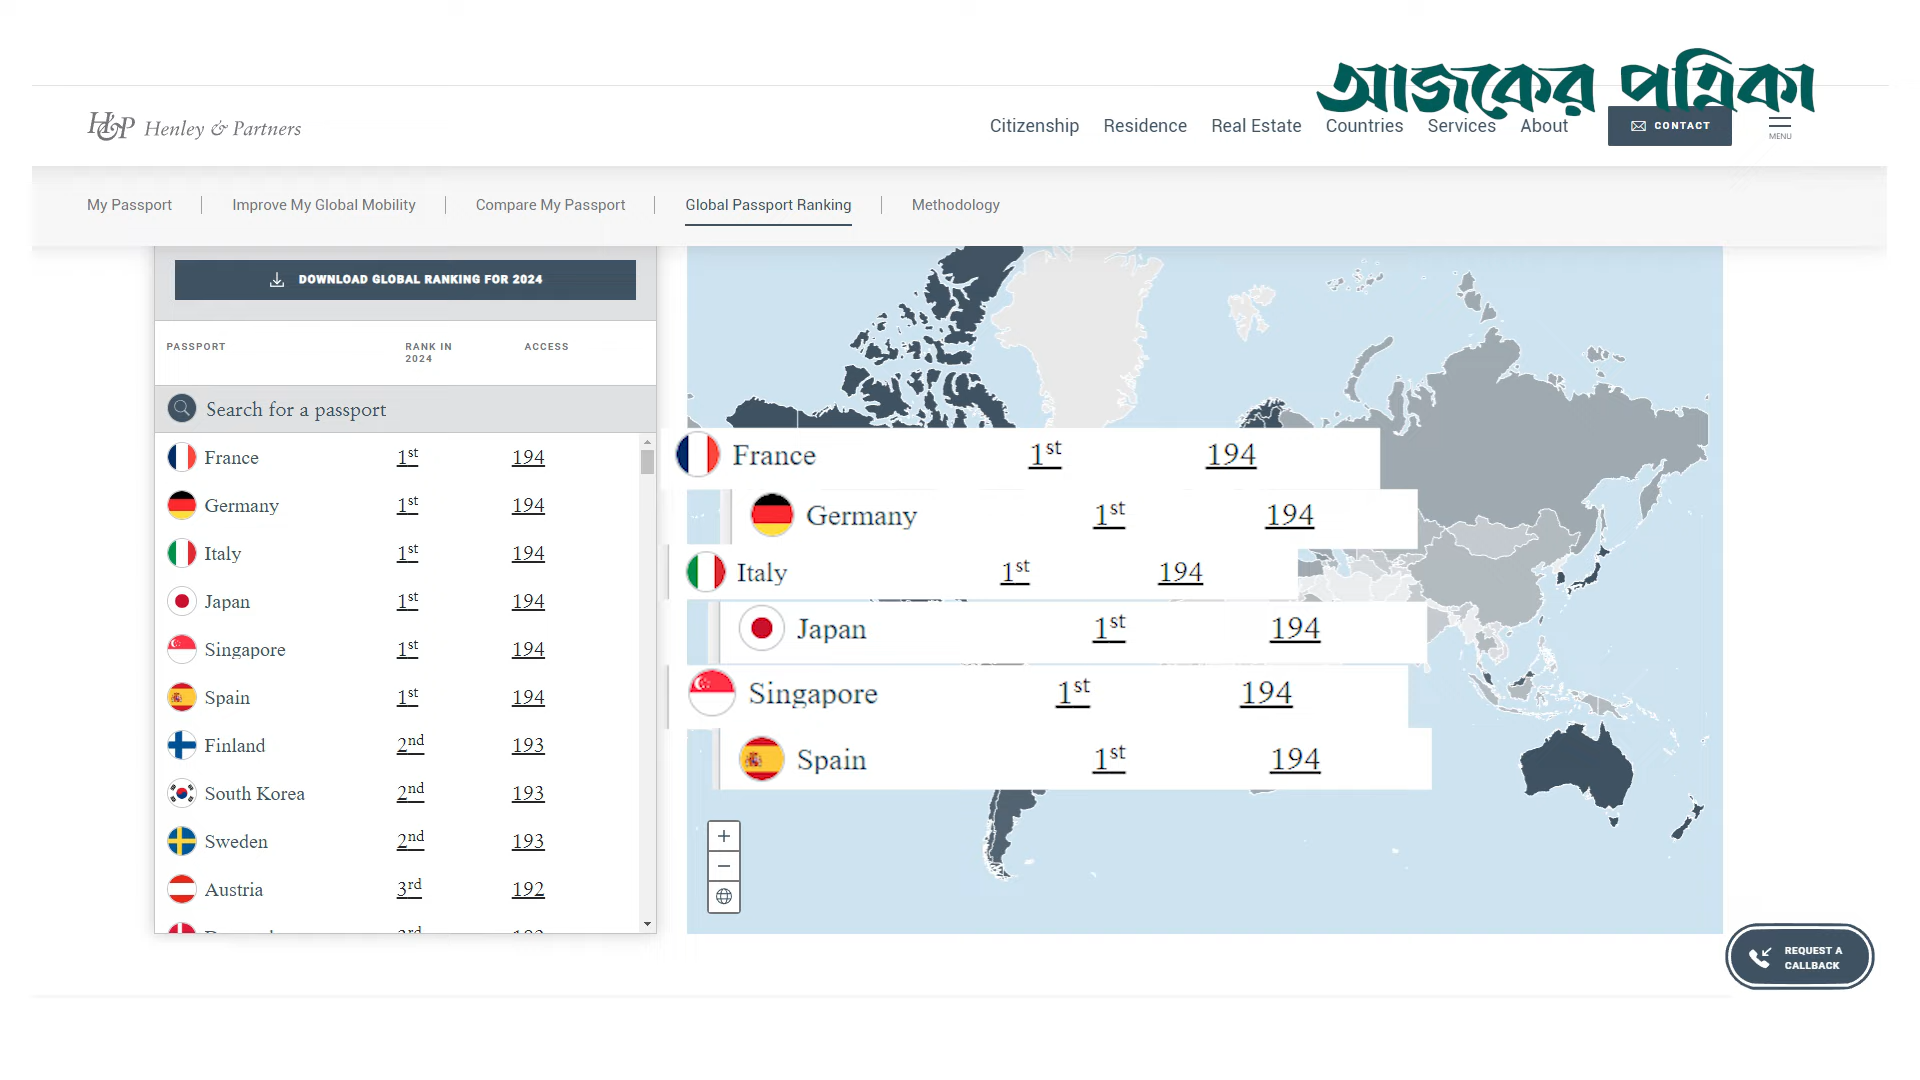 আজকের পত্রিকা
H&P Henley & Partners
Citizenship Residence Real Estate Countries Services About CONTACT MENU
My Passport Improve My Global Mobility Compare My Passport Global Passport Ranking Methodology
DOWNLOAD GLOBAL RANKING FOR 2024
PASSPORT RANK IN 2024 ACCESS
Search for a passport
France 1st 194
Germany 1st 194
Italy 1st 194
Japan 1st 194
Singapore 1st 194
Spain 1st 194
Finland 2nd 193
South Korea 2nd 193
Sweden 2nd 193
Austria 3rd 192
France 1st 194
Germany 1st 194
Italy 1st 194
Japan 1st 194
Singapore 1st 194
Spain 1st 194
+
−
REQUEST A
CALLBACK